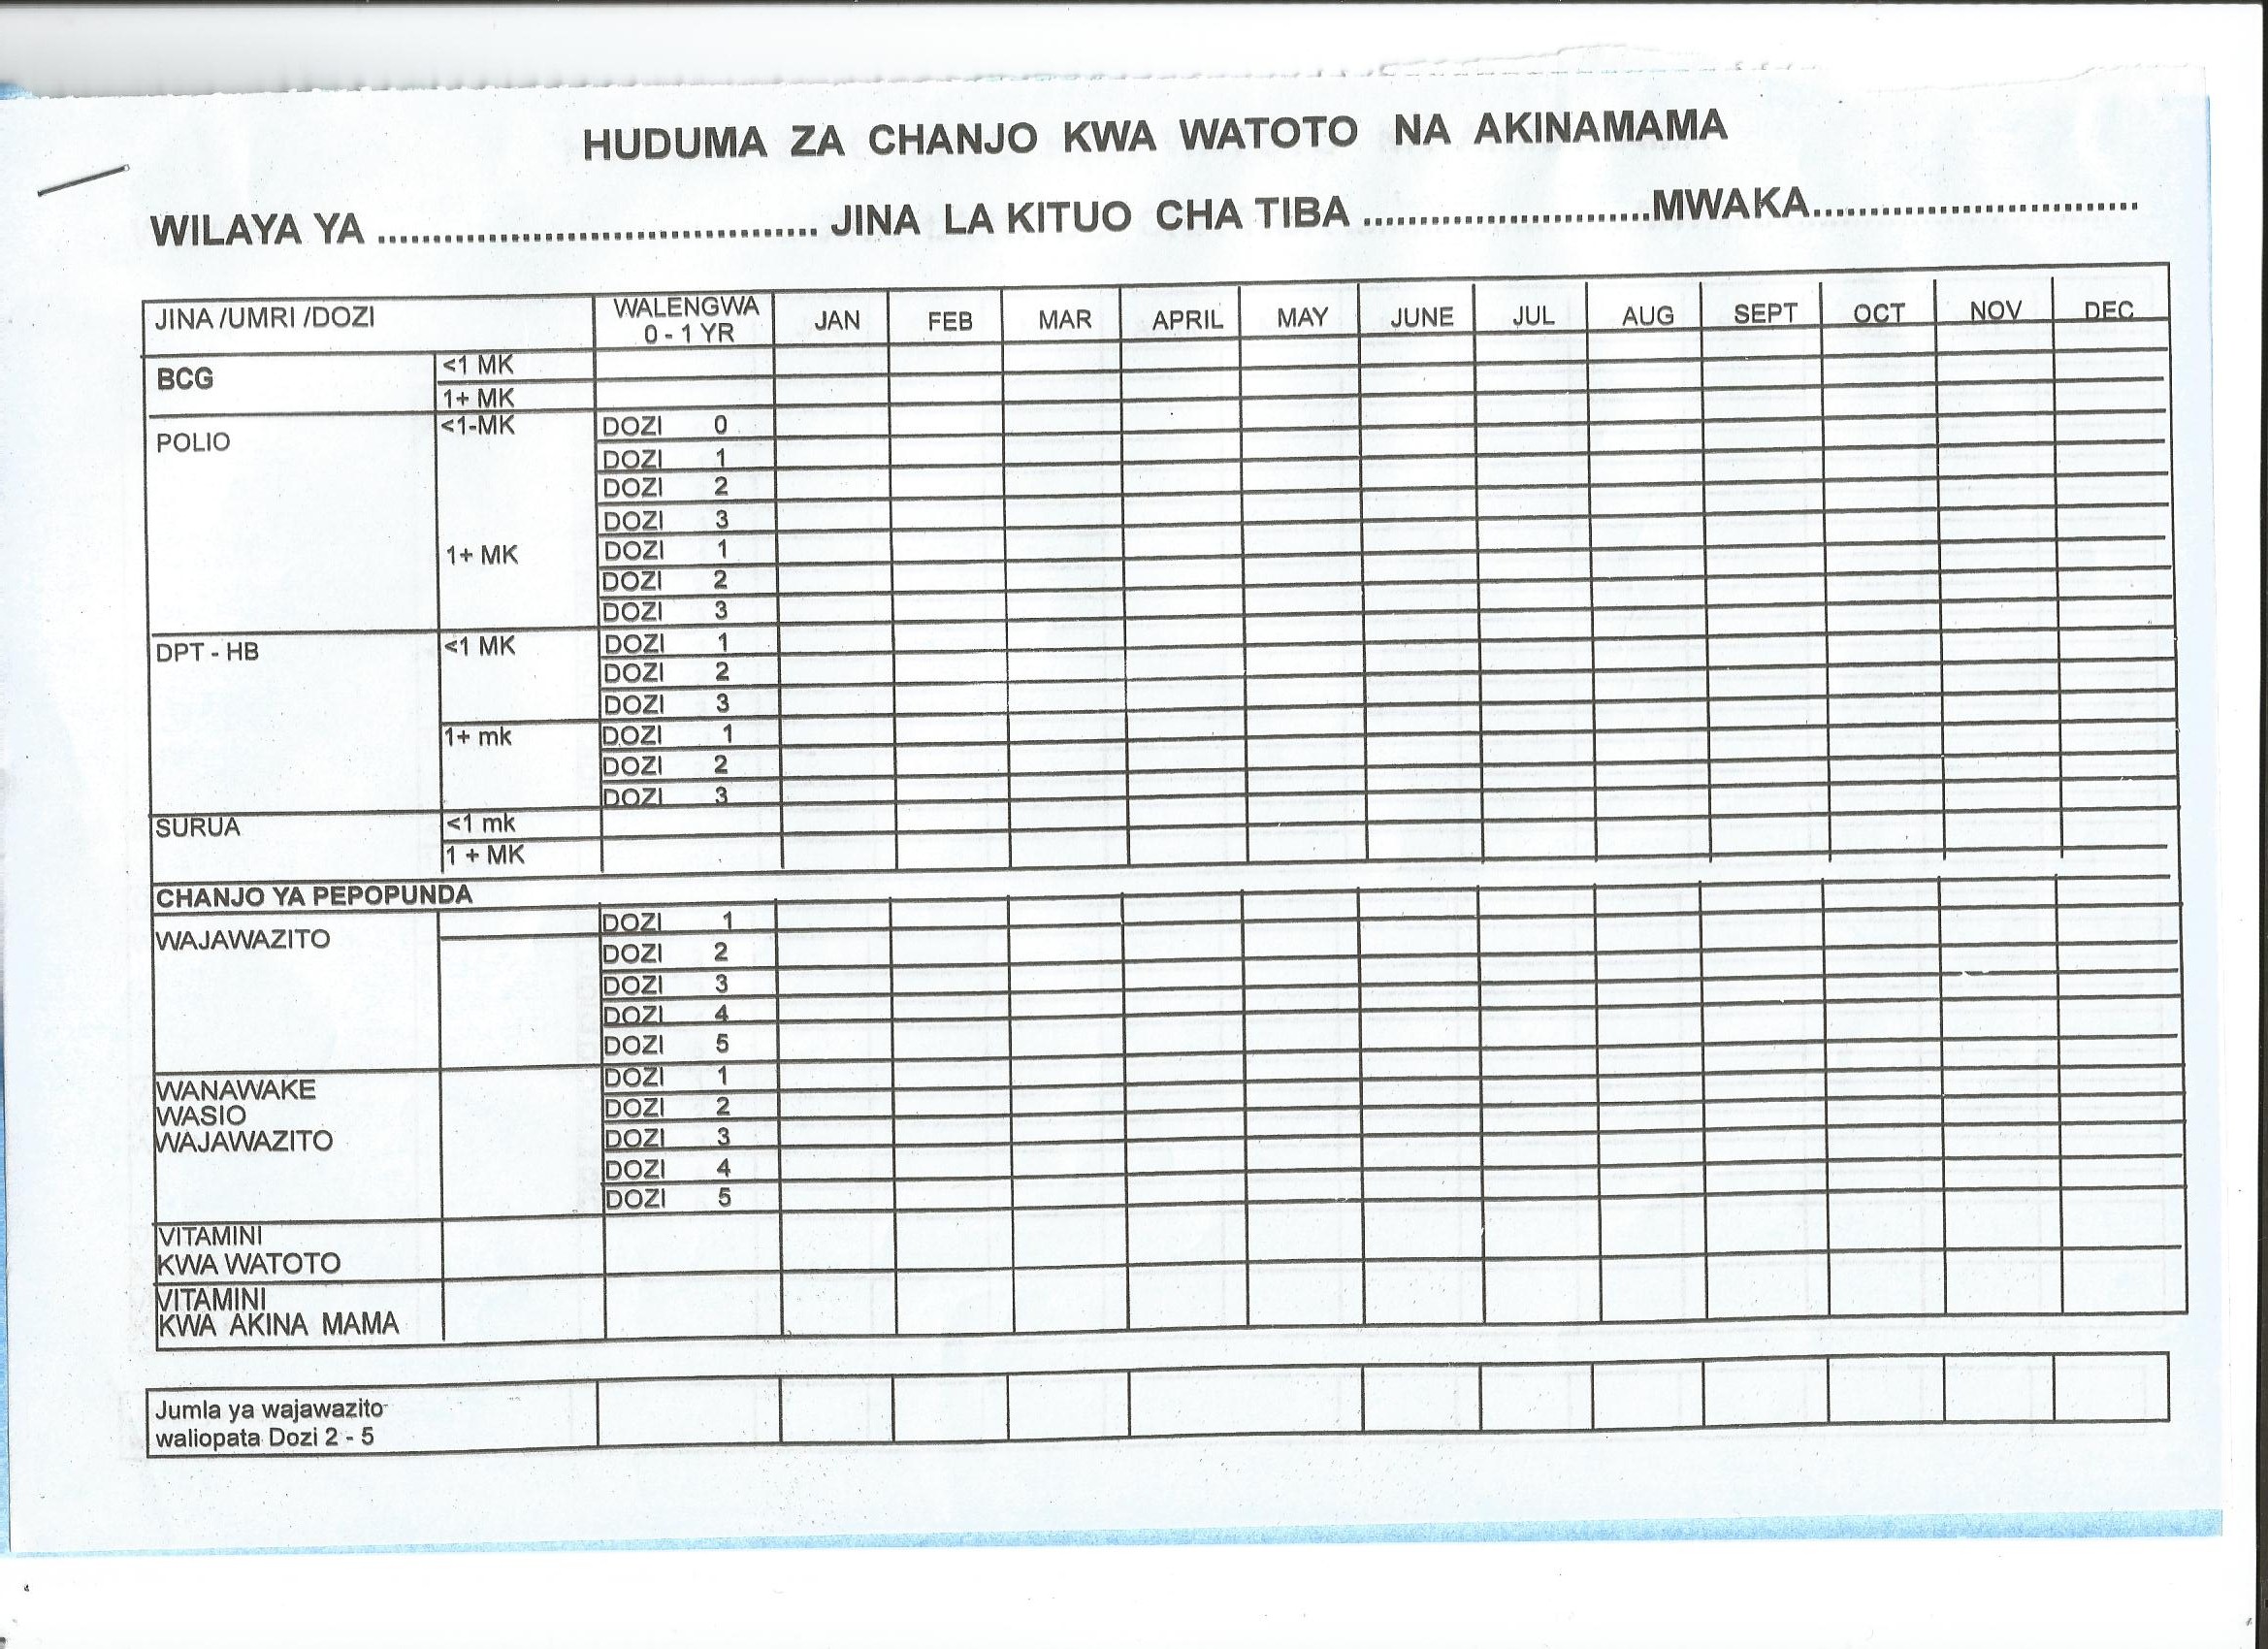 HUDUMA ZA CHANJO KWA WATOTO NA AKINAMAMA
WILAYA YA ....................................... JINA LA KITUO CHA TIBA .........................MWAKA.............................
JINA /UMRI /DOZI WALENGWA 0 - 1 YR JAN FEB MAR APRIL MAY JUNE JUL AUG SEPT OCT NOV DEC
BCG <1 MK
1+ MK
POLIO <1-MK DOZI 0
DOZI 1
DOZI 2
DOZI 3
1+ MK DOZI 1
DOZI 2
DOZI 3
DPT - HB <1 MK DOZI 1
DOZI 2
DOZI 3
1+ mk DOZI 1
DOZI 2
DOZI 3
SURUA <1 mk
1 + MK
CHANJO YA PEPOPUNDA
WAJAWAZITO DOZI 1
DOZI 2
DOZI 3
DOZI 4
DOZI 5
WANAWAKE DOZI 1
WASIO DOZI 2
WAJAWAZITO DOZI 3
DOZI 4
DOZI 5
VITAMINI
KWA WATOTO
VITAMINI
KWA AKINA MAMA
Jumla ya wajawazito
waliopata Dozi 2 - 5